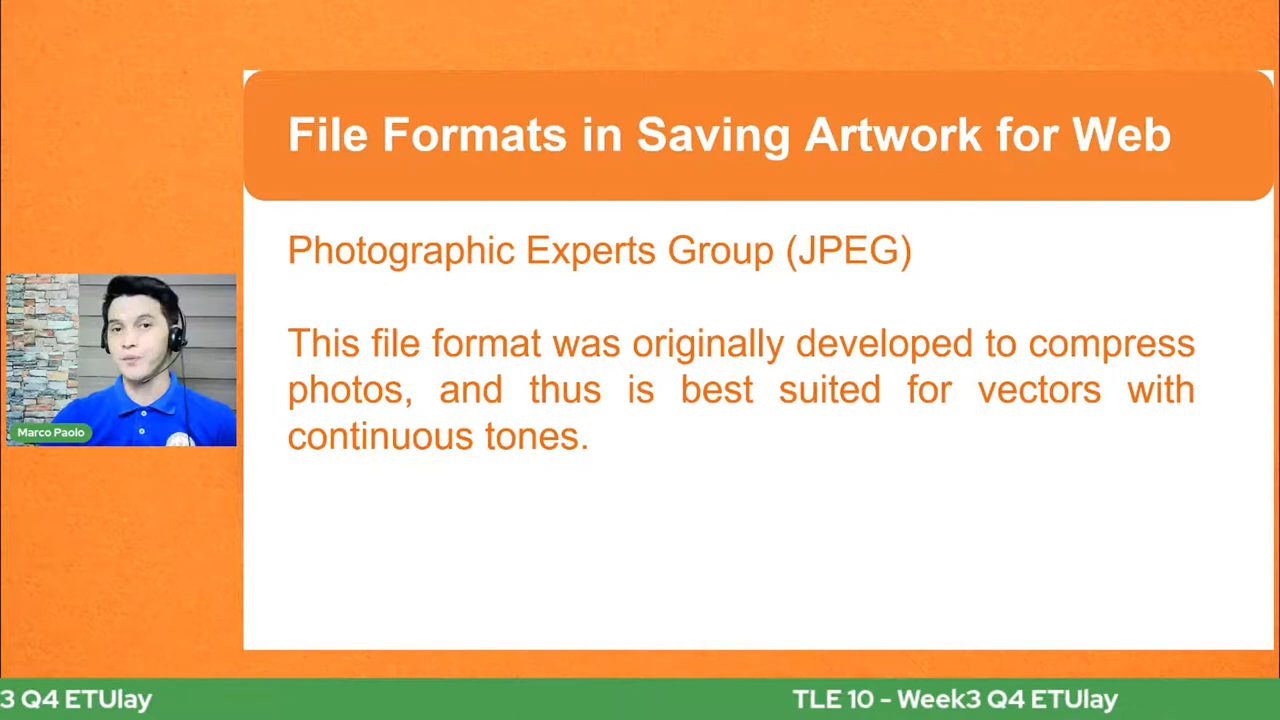 File Formats in Saving Artwork for Web
Photographic Experts Group (JPEG)
This file format was originally developed to compress
photos, and thus is best suited for vectors with
continuous tones.
Marco Paolo
3 Q4 ETUlay
TLE 10 - Week3 Q4 ETUlay